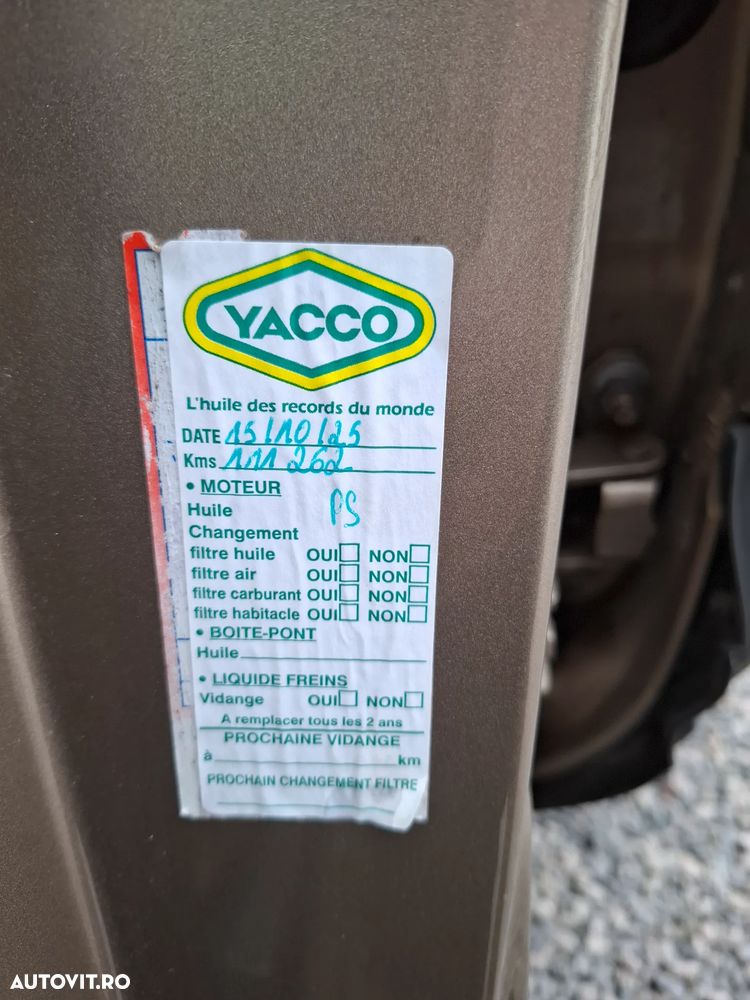 YACCO
L'huile des records du monde
DATE 15/10/25
Kms 111 262
• MOTEUR
Huile PS
Changement
filtre huile OUI NON
filtre air OUI NON
filtre carburant OUI NON
filtre habitacle OUI NON
• BOITE-PONT
Huile
• LIQUIDE FREINS
Vidange OUI NON
A remplacer tous les 2 ans
PROCHAINE VIDANGE
à km
PROCHAIN CHANGEMENT FILTRE
AUTOVIT.RO